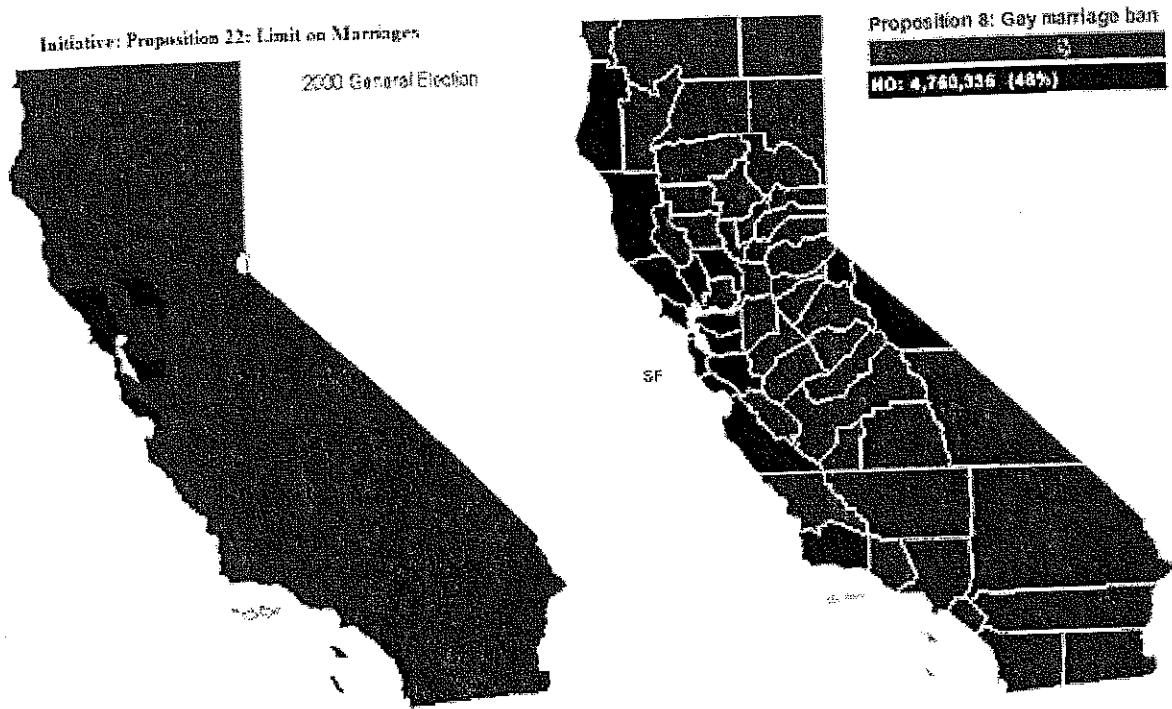 Initiative: Proposition 22: Limit on Marriages
2000 General Election
Proposition 8: Gay marriage ban
NO: 4,760,336 (48%)
SF